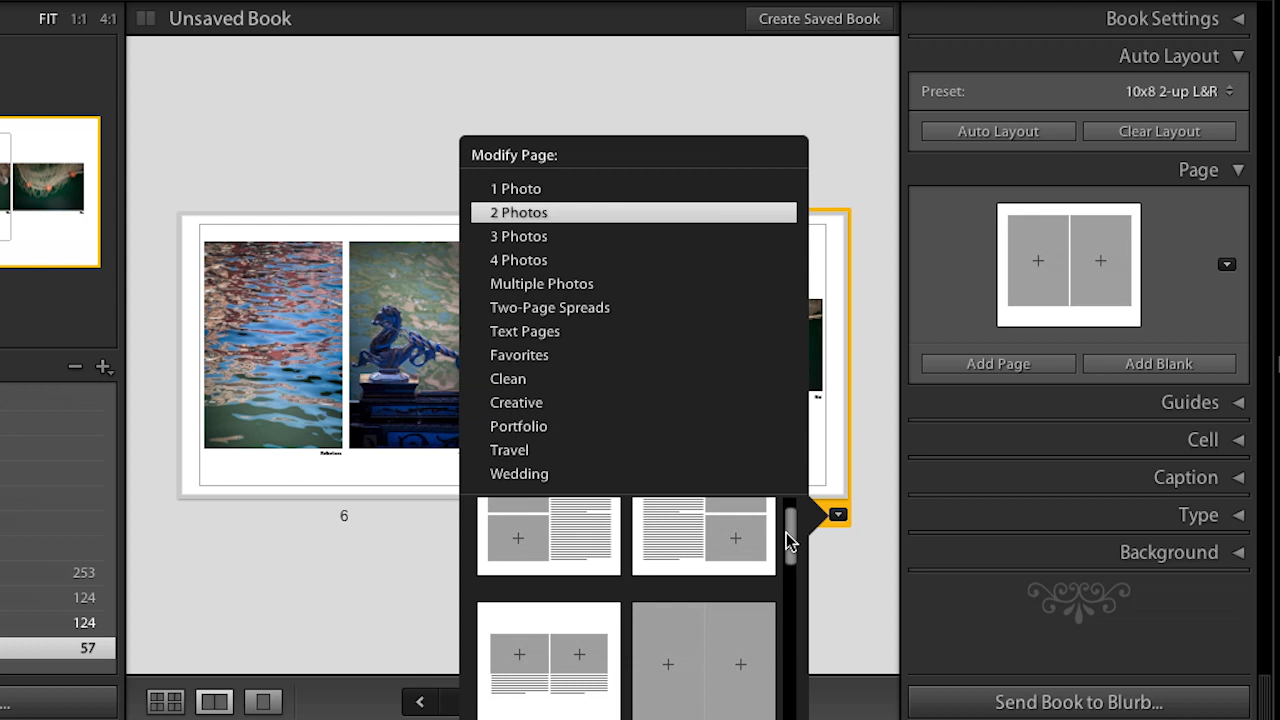 FIT 1:1 4:1
Unsaved Book
Create Saved Book
Book Settings
Auto Layout
Preset: 10x8 2-up L&R
Auto Layout Clear Layout
Page
Add Page Add Blank
Guides
Cell
Caption
Type
Background
Send Book to Blurb...
Modify Page:
1 Photo
2 Photos
3 Photos
4 Photos
Multiple Photos
Two-Page Spreads
Text Pages
Favorites
Clean
Creative
Portfolio
Travel
Wedding
6
253
124
124
57
...